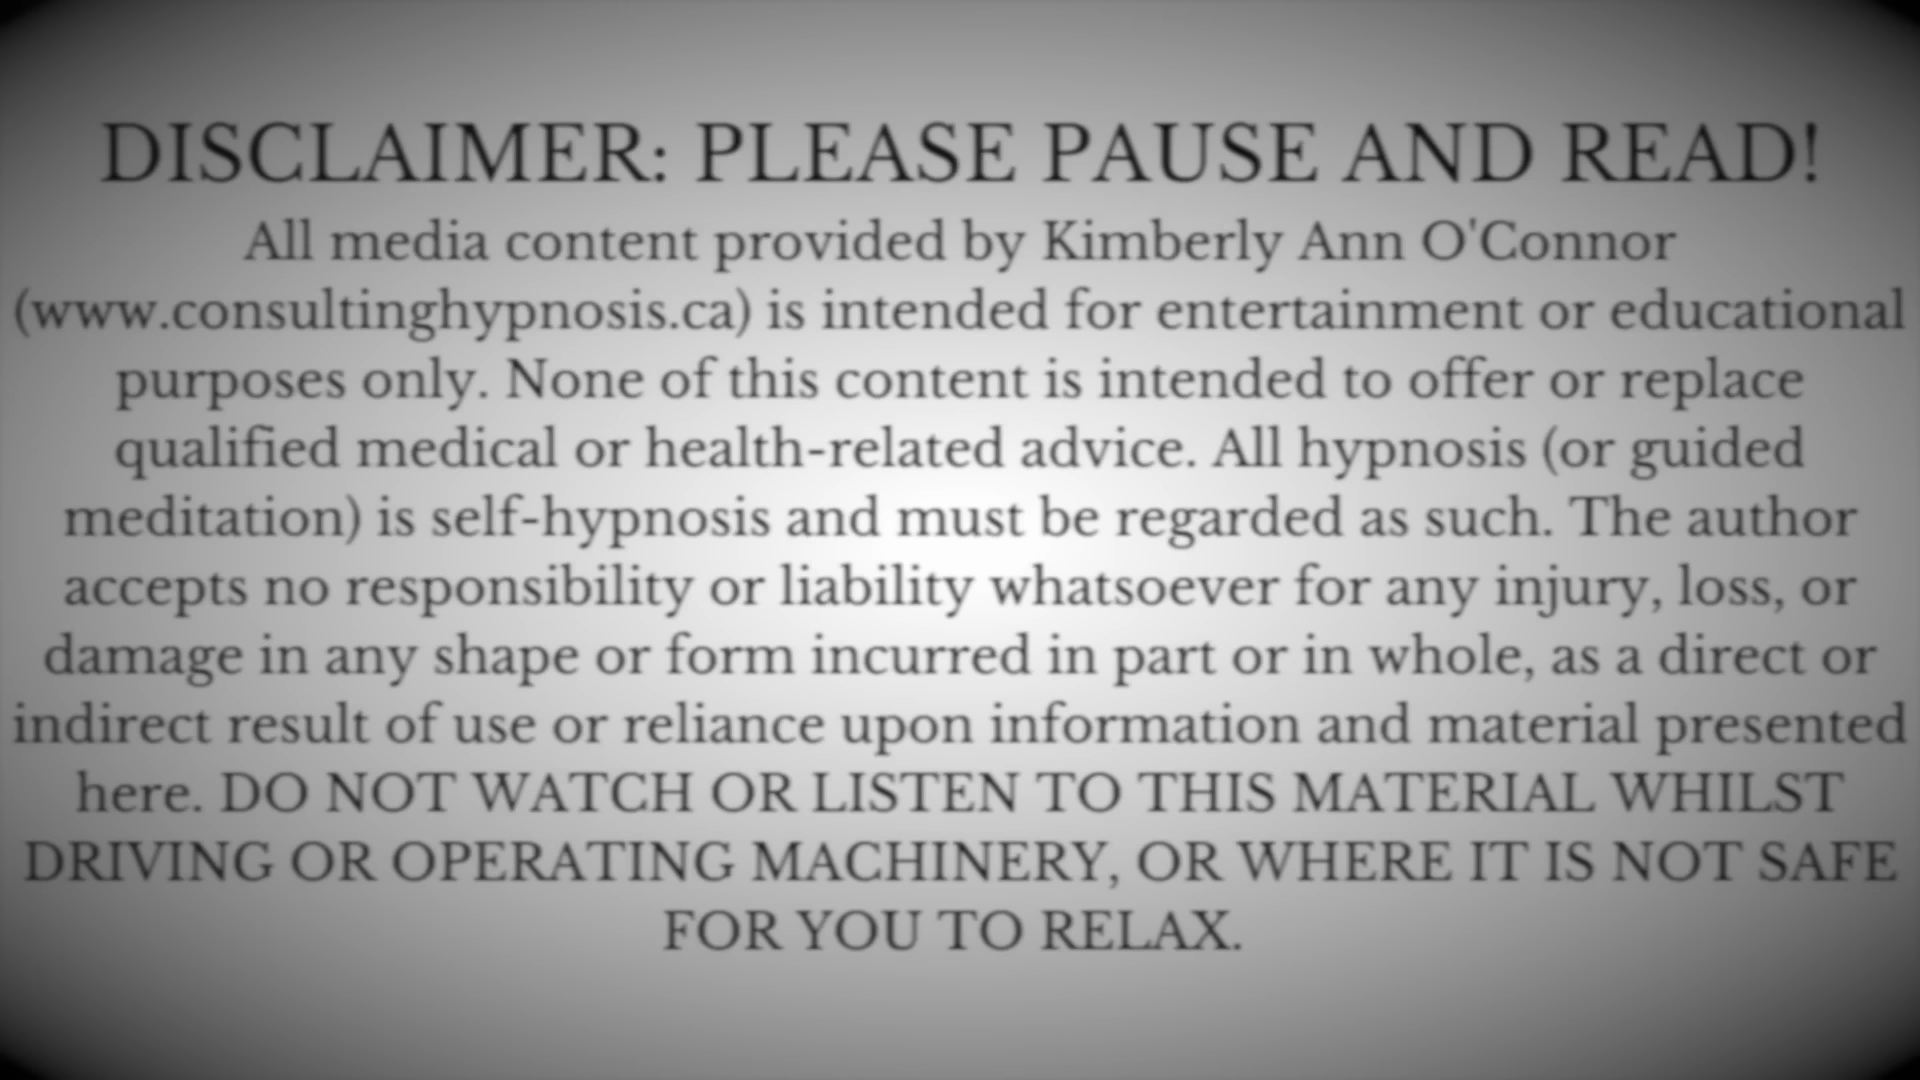 DISCLAIMER: PLEASE PAUSE AND READ!
All media content provided by Kimberly Ann O'Connor
(www.consultinghypnosis.ca) is intended for entertainment or educational
purposes only. None of this content is intended to offer or replace
qualified medical or health-related advice. All hypnosis (or guided
meditation) is self-hypnosis and must be regarded as such. The author
accepts no responsibility or liability whatsoever for any injury, loss, or
damage in any shape or form incurred in part or in whole, as a direct or
indirect result of use or reliance upon information and material presented
here. DO NOT WATCH OR LISTEN TO THIS MATERIAL WHILST
DRIVING OR OPERATING MACHINERY, OR WHERE IT IS NOT SAFE
FOR YOU TO RELAX.